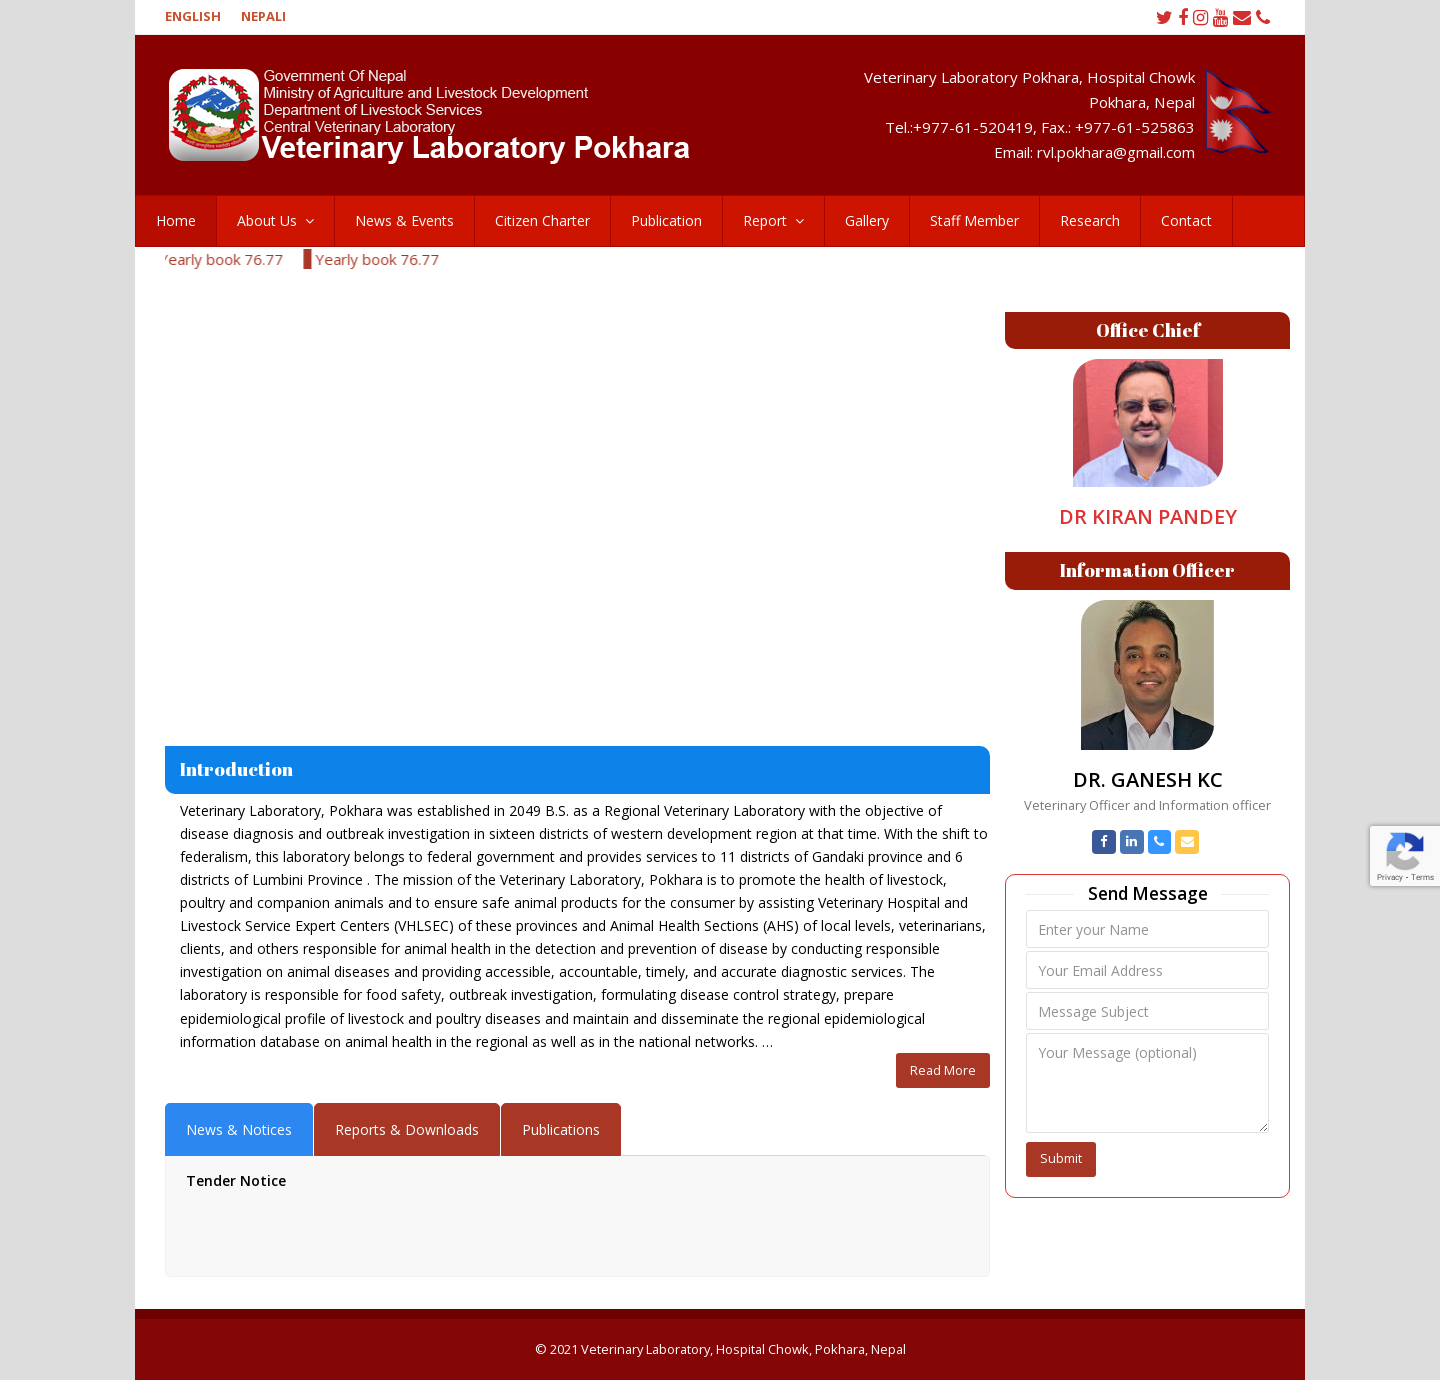 ENGLISH NEPALI
Government Of Nepal
Ministry of Agriculture and Livestock Development
Department of Livestock Services
Central Veterinary Laboratory
Veterinary Laboratory Pokhara
Veterinary Laboratory Pokhara, Hospital Chowk
Pokhara, Nepal
Tel.:+977-61-520419, Fax.: +977-61-525863
Email: rvl.pokhara@gmail.com
Home About Us News & Events Citizen Charter Publication Report Gallery Staff Member Research Contact
Yearly book 76.77 Yearly book 76.77
Office Chief
DR KIRAN PANDEY
Information Officer
DR. GANESH KC
Veterinary Officer and Information officer
Send Message
Enter your Name
Your Email Address
Message Subject
Your Message (optional)
Submit
Introduction
Veterinary Laboratory, Pokhara was established in 2049 B.S. as a Regional Veterinary Laboratory with the objective of
disease diagnosis and outbreak investigation in sixteen districts of western development region at that time. With the shift to
federalism, this laboratory belongs to federal government and provides services to 11 districts of Gandaki province and 6
districts of Lumbini Province . The mission of the Veterinary Laboratory, Pokhara is to promote the health of livestock,
poultry and companion animals and to ensure safe animal products for the consumer by assisting Veterinary Hospital and
Livestock Service Expert Centers (VHLSEC) of these provinces and Animal Health Sections (AHS) of local levels, veterinarians,
clients, and others responsible for animal health in the detection and prevention of disease by conducting responsible
investigation on animal diseases and providing accessible, accountable, timely, and accurate diagnostic services. The
laboratory is responsible for food safety, outbreak investigation, formulating disease control strategy, prepare
epidemiological profile of livestock and poultry diseases and maintain and disseminate the regional epidemiological
information database on animal health in the regional as well as in the national networks. …
Read More
News & Notices Reports & Downloads Publications
Tender Notice
Privacy - Terms
© 2021 Veterinary Laboratory, Hospital Chowk, Pokhara, Nepal